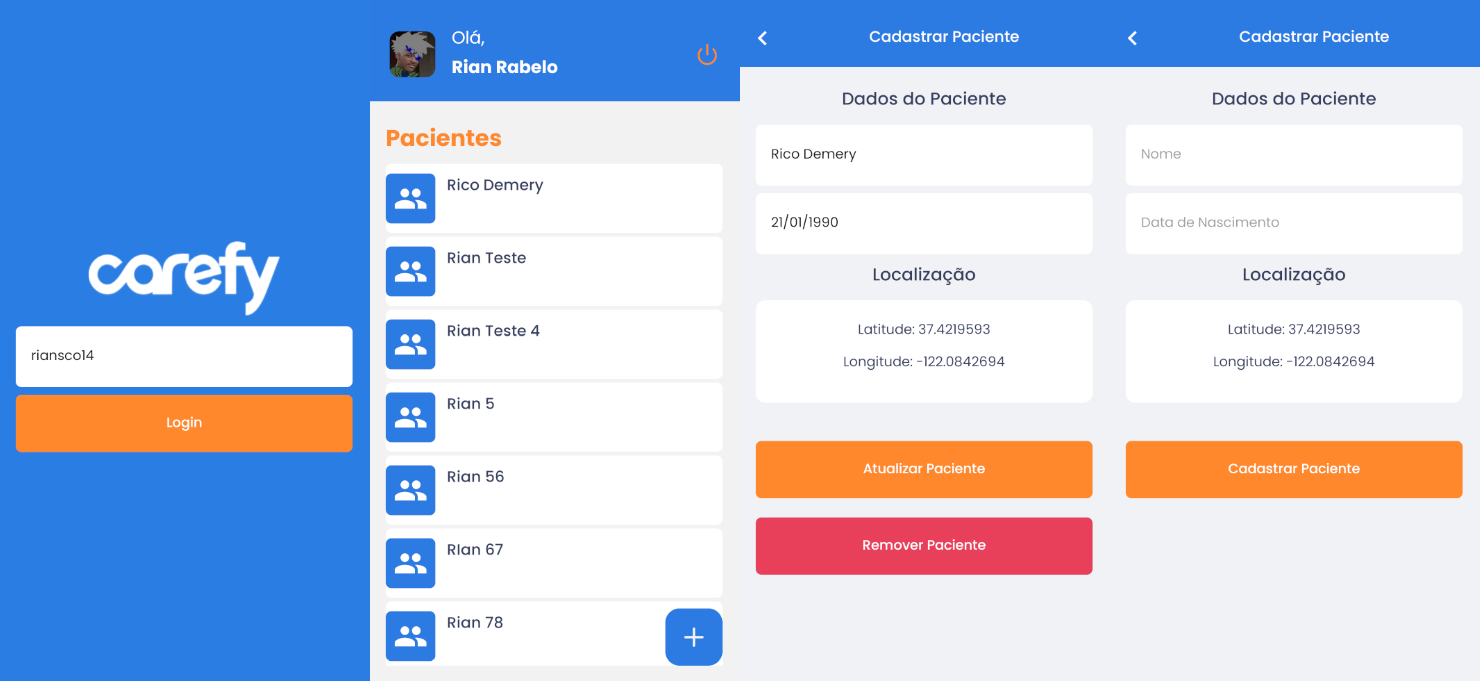 carefy
riansco14
Login
Olá,
Rian Rabelo
Pacientes
Rico Demery
Rian Teste
Rian Teste 4
Rian 5
Rian 56
RIan 67
Rian 78
Cadastrar Paciente
Dados do Paciente
Rico Demery
21/01/1990
Localização
Latitude: 37.4219593
Longitude: -122.0842694
Atualizar Paciente
Remover Paciente
Cadastrar Paciente
Dados do Paciente
Nome
Data de Nascimento
Localização
Latitude: 37.4219593
Longitude: -122.0842694
Cadastrar Paciente